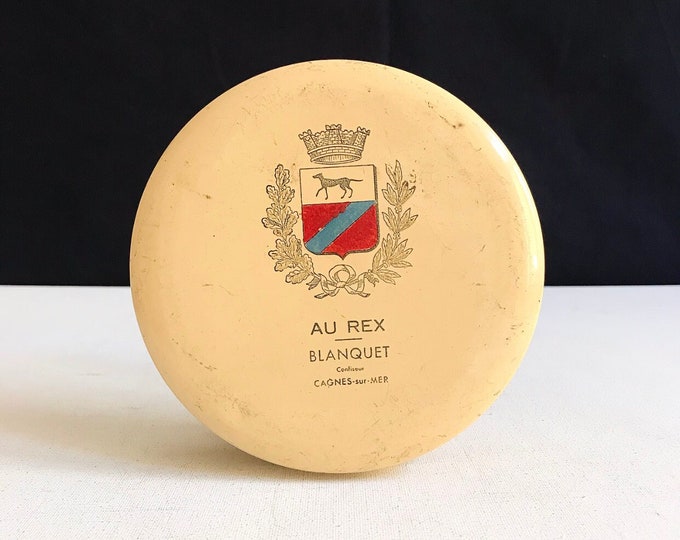 AU REX
BLANQUET
Confiseur
CAGNES-sur-MER